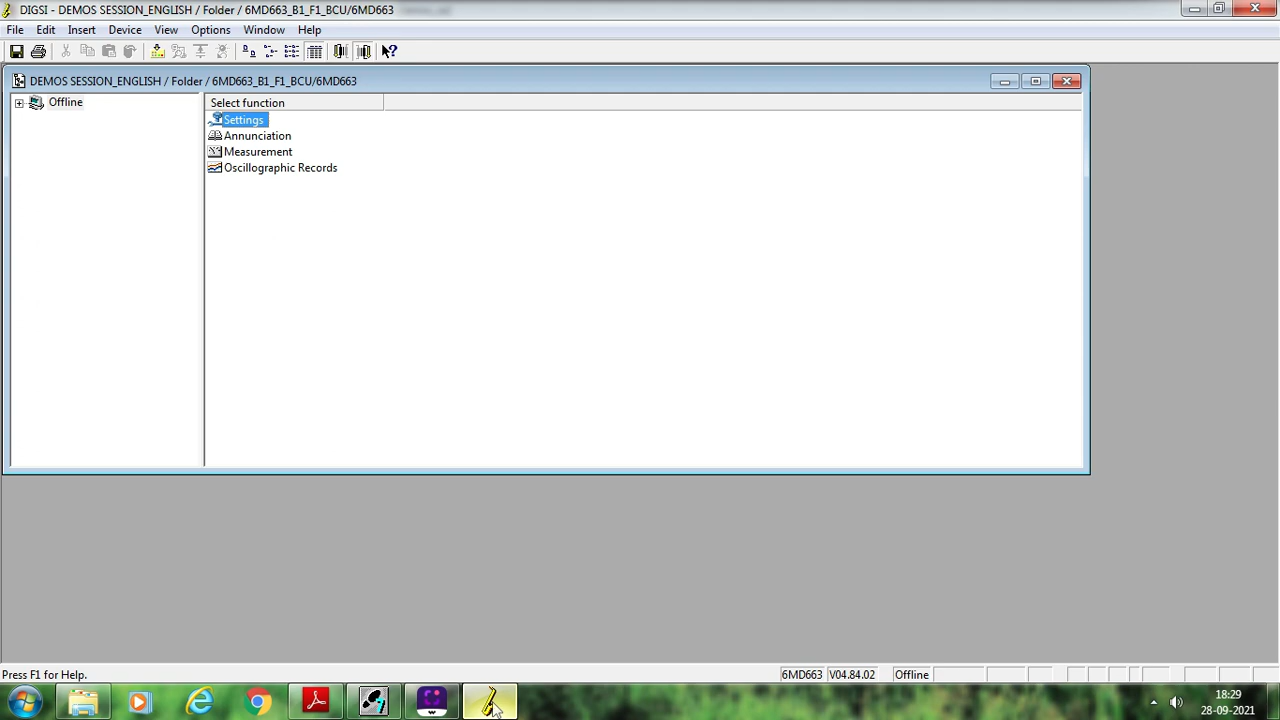 DIGSI - DEMOS SESSION_ENGLISH / Folder / 6MD663_B1_F1_BCU/6MD663
File Edit Insert Device View Options Window Help
DEMOS SESSION_ENGLISH / Folder / 6MD663_B1_F1_BCU/6MD663
Offline
Select function
Settings
Annunciation
Measurement
Oscillographic Records
Press F1 for Help.
6MD663 V04.84.02 Offline
18:29
28-09-2021